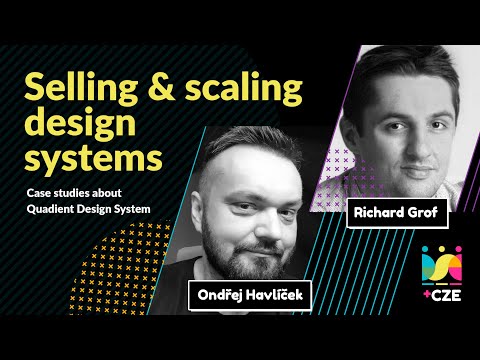 Selling & scaling
design
systems
Case studies about
Quadient Design System
Richard Grof
Ondřej Havlíček
+CZE